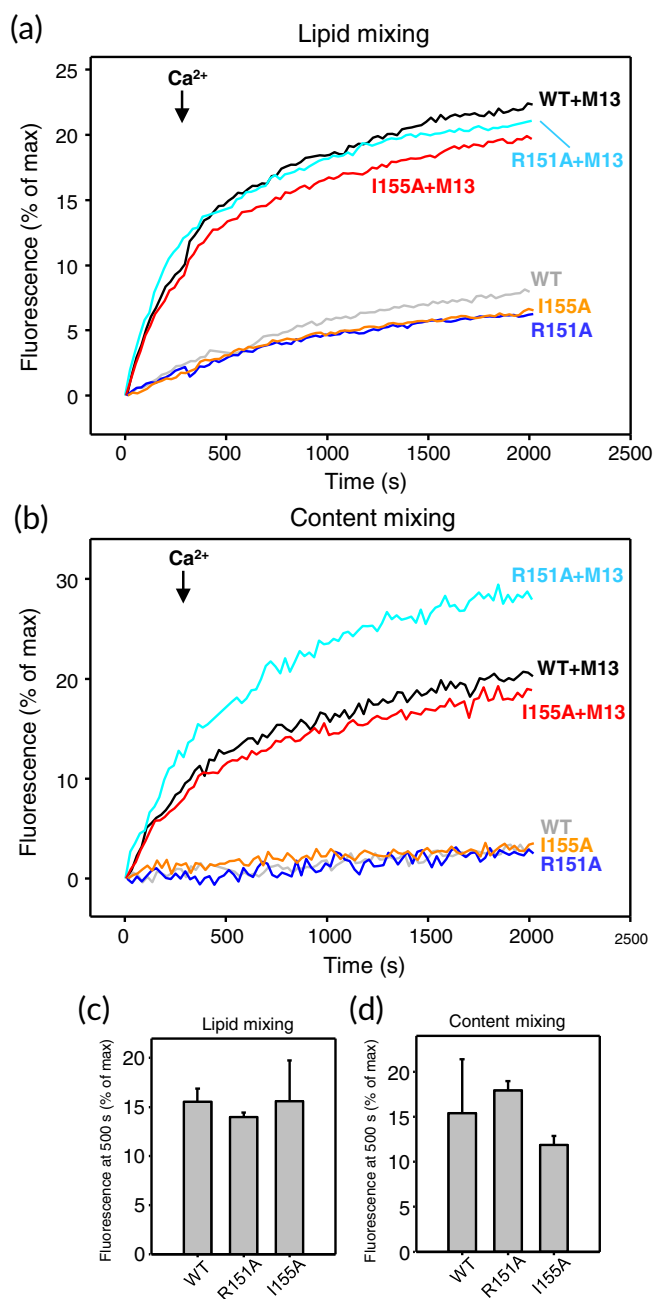 (a)
Lipid mixing
25
20
15
10
5
0
Fluorescence (% of max)
Ca²⁺
WT+M13
R151A+M13
I155A+M13
WT
I155A
R151A
0 500 1000 1500 2000 2500
Time (s)
(b)
Content mixing
30
20
10
0
Fluorescence (% of max)
Ca²⁺
R151A+M13
WT+M13
I155A+M13
WT
I155A
R151A
0 500 1000 1500 2000 2500
Time (s)
(c)
Lipid mixing
20
15
10
5
0
Fluorescence at 500 s (% of max)
WT R151A I155A
(d)
Content mixing
20
15
10
5
0
Fluorescence at 500 s (% of max)
WT R151A I155A